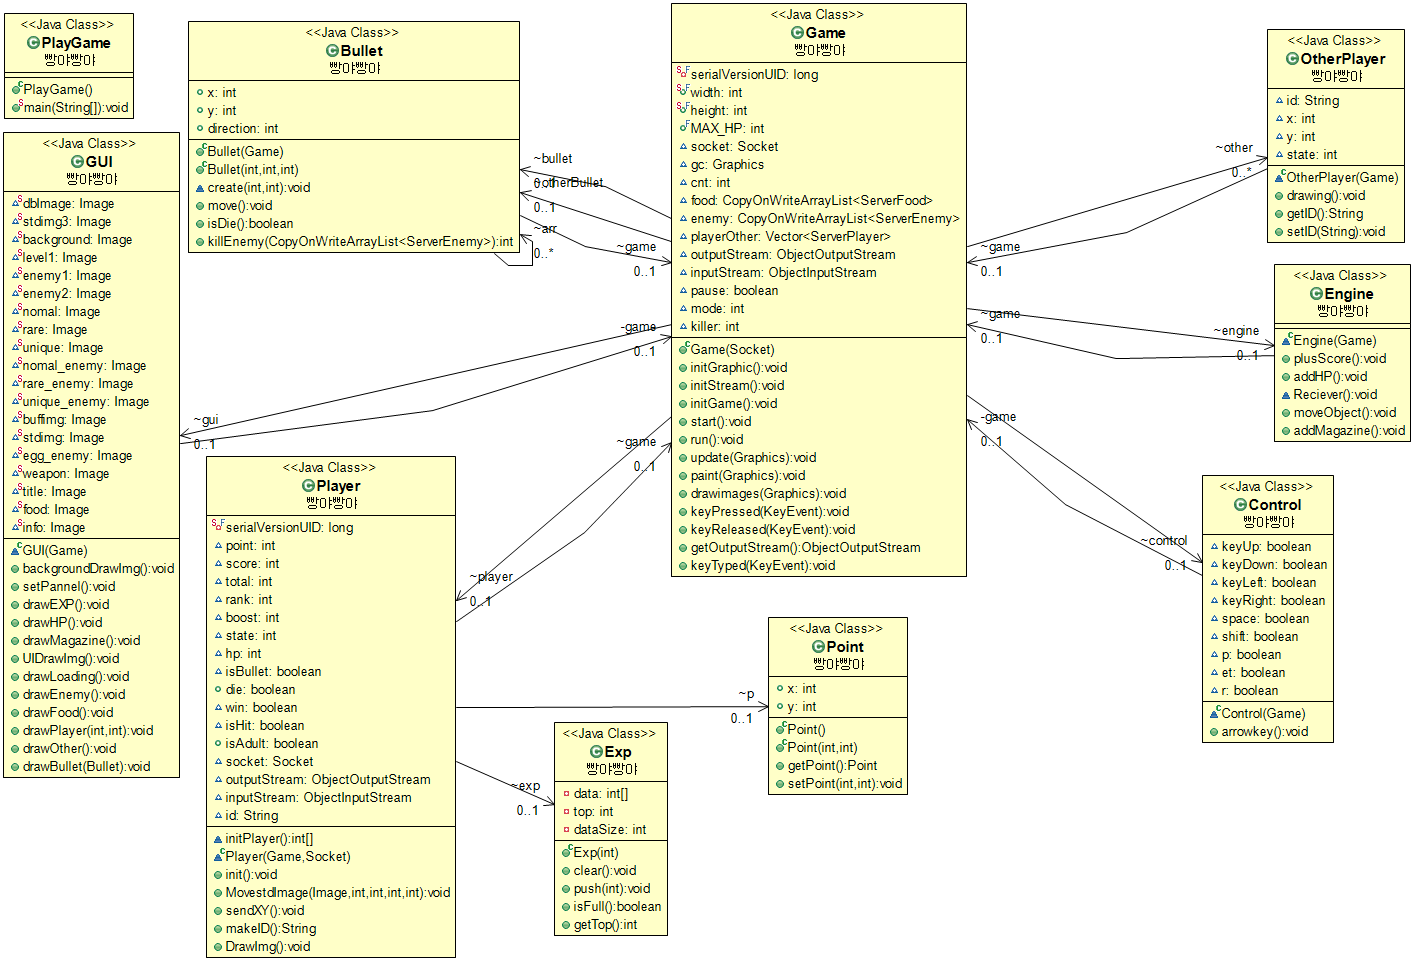 <<Java Class>>
PlayGame
빵야빵야
PlayGame()
main(String[]):void
<<Java Class>>
GUI
빵야빵야
dbImage: Image
stdimg3: Image
background: Image
level1: Image
enemy1: Image
enemy2: Image
nomal: Image
rare: Image
unique: Image
nomal_enemy: Image
rare_enemy: Image
unique_enemy: Image
buffimg: Image
stdimg: Image
egg_enemy: Image
weapon: Image
title: Image
food: Image
info: Image
GUI(Game)
backgroundDrawImg():void
setPannel():void
drawEXP():void
drawHP():void
drawMagazine():void
UIDrawImg():void
drawLoading():void
drawEnemy():void
drawFood():void
drawPlayer(int,int):void
drawOther():void
drawBullet(Bullet):void
<<Java Class>>
Bullet
빵야빵야
x: int
y: int
direction: int
Bullet(Game)
Bullet(int,int,int)
create(int,int):void
move():void
isDie():boolean
killEnemy(CopyOnWriteArrayList<ServerEnemy>):int
~bullet
0..1
~otherBullet
0..1
~arr
0..*
~game
0..1
-game
0..1
~gui
0..1
~game
0..1
~player
0..1
<<Java Class>>
Game
빵야빵야
serialVersionUID: long
width: int
height: int
MAX_HP: int
socket: Socket
gc: Graphics
cnt: int
food: CopyOnWriteArrayList<ServerFood>
enemy: CopyOnWriteArrayList<ServerEnemy>
playerOther: Vector<ServerPlayer>
outputStream: ObjectOutputStream
inputStream: ObjectInputStream
pause: boolean
mode: int
killer: int
Game(Socket)
initGraphic():void
initStream():void
initGame():void
start():void
run():void
update(Graphics):void
paint(Graphics):void
drawimages(Graphics):void
keyPressed(KeyEvent):void
keyReleased(KeyEvent):void
getOutputStream():ObjectOutputStream
keyTyped(KeyEvent):void
~other
0..*
~game
0..1
~game
0..1
~engine
0..1
-game
0..1
~control
0..1
<<Java Class>>
OtherPlayer
빵야빵야
id: String
x: int
y: int
state: int
OtherPlayer(Game)
drawing():void
getID():String
setID(String):void
<<Java Class>>
Engine
빵야빵야
Engine(Game)
plusScore():void
addHP():void
Reciever():void
moveObject():void
addMagazine():void
<<Java Class>>
Control
빵야빵야
keyUp: boolean
keyDown: boolean
keyLeft: boolean
keyRight: boolean
space: boolean
shift: boolean
p: boolean
et: boolean
r: boolean
Control(Game)
arrowkey():void
<<Java Class>>
Player
빵야빵야
serialVersionUID: long
point: int
score: int
total: int
rank: int
boost: int
state: int
hp: int
isBullet: boolean
die: boolean
win: boolean
isHit: boolean
isAdult: boolean
socket: Socket
outputStream: ObjectOutputStream
inputStream: ObjectInputStream
id: String
initPlayer():int[]
Player(Game,Socket)
init():void
MovestdImage(Image,int,int,int,int):void
sendXY():void
makeID():String
DrawImg():void
~p
0..1
~exp
0..1
<<Java Class>>
Exp
빵야빵야
data: int[]
top: int
dataSize: int
Exp(int)
clear():void
push(int):void
isFull():boolean
getTop():int
<<Java Class>>
Point
빵야빵야
x: int
y: int
Point()
Point(int,int)
getPoint():Point
setPoint(int,int):void